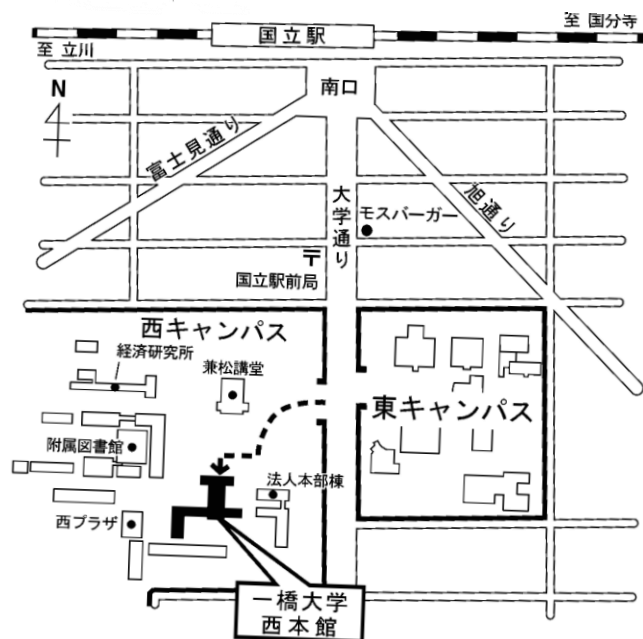 至 国分寺
国立駅
至 立川
南口
N
富士見通り
大学通り
旭通り
モスバーガー
〒
国立駅前局
西キャンパス
経済研究所
兼松講堂
東キャンパス
附属図書館
法人本部棟
西プラザ
一橋大学
西本館